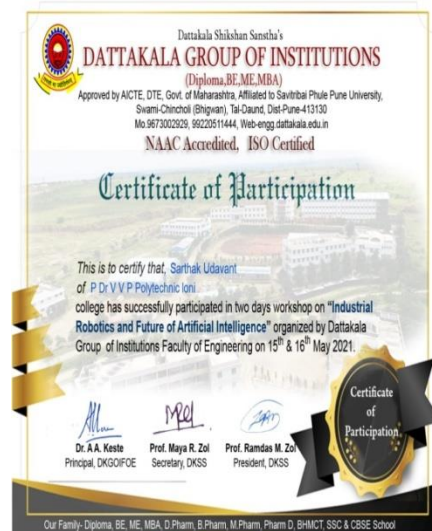 Dattakala Shikshan Sanstha's
DATTAKALA GROUP OF INSTITUTIONS
(Diploma,BE,ME,MBA)
Approved by AICTE, DTE, Govt. of Maharashtra, Affiliated to Savitribai Phule Pune University,
Swami-Chincholi (Bhigwan), Tal-Daund, Dist-Pune-413130
Mo.9673002929, 99220511444, Web-engg.dattakala.edu.in
NAAC Accredited, ISO Certified
Certificate of Participation
This is to certify that, Sarthak Udavant
of P Dr V V P Polytechnic loni
college has successfully participated in two days workshop on "Industrial
Robotics and Future of Artificial Intelligence" organized by Dattakala
Group of Institutions Faculty of Engineering on 15th & 16th May 2021.
Dr. A A. Keste
Principal, DKGOIFOE
Prof. Maya R. Zol
Secretary, DKSS
Prof. Ramdas M. Zol
President, DKSS
Certificate
of
Participation
Our Family- Diploma, BE, ME, MBA, D.Pharm, B.Pharm, M.Pharm, Pharm D, BHMCT, SSC & CBSE School